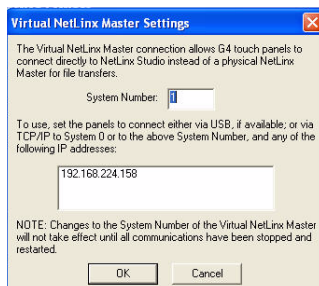 Virtual NetLinx Master Settings
The Virtual NetLinx Master connection allows G4 touch panels to
connect directly to NetLinx Studio instead of a physical NetLinx
Master for file transfers.
System Number: 1
To use, set the panels to connect either via USB, if available; or via
TCP/IP to System 0 or to the above System Number, and any of the
following IP addresses:
192.168.224.158
NOTE: Changes to the System Number of the Virtual NetLinx Master
will not take effect until all communications have been stopped and
restarted.
OK Cancel